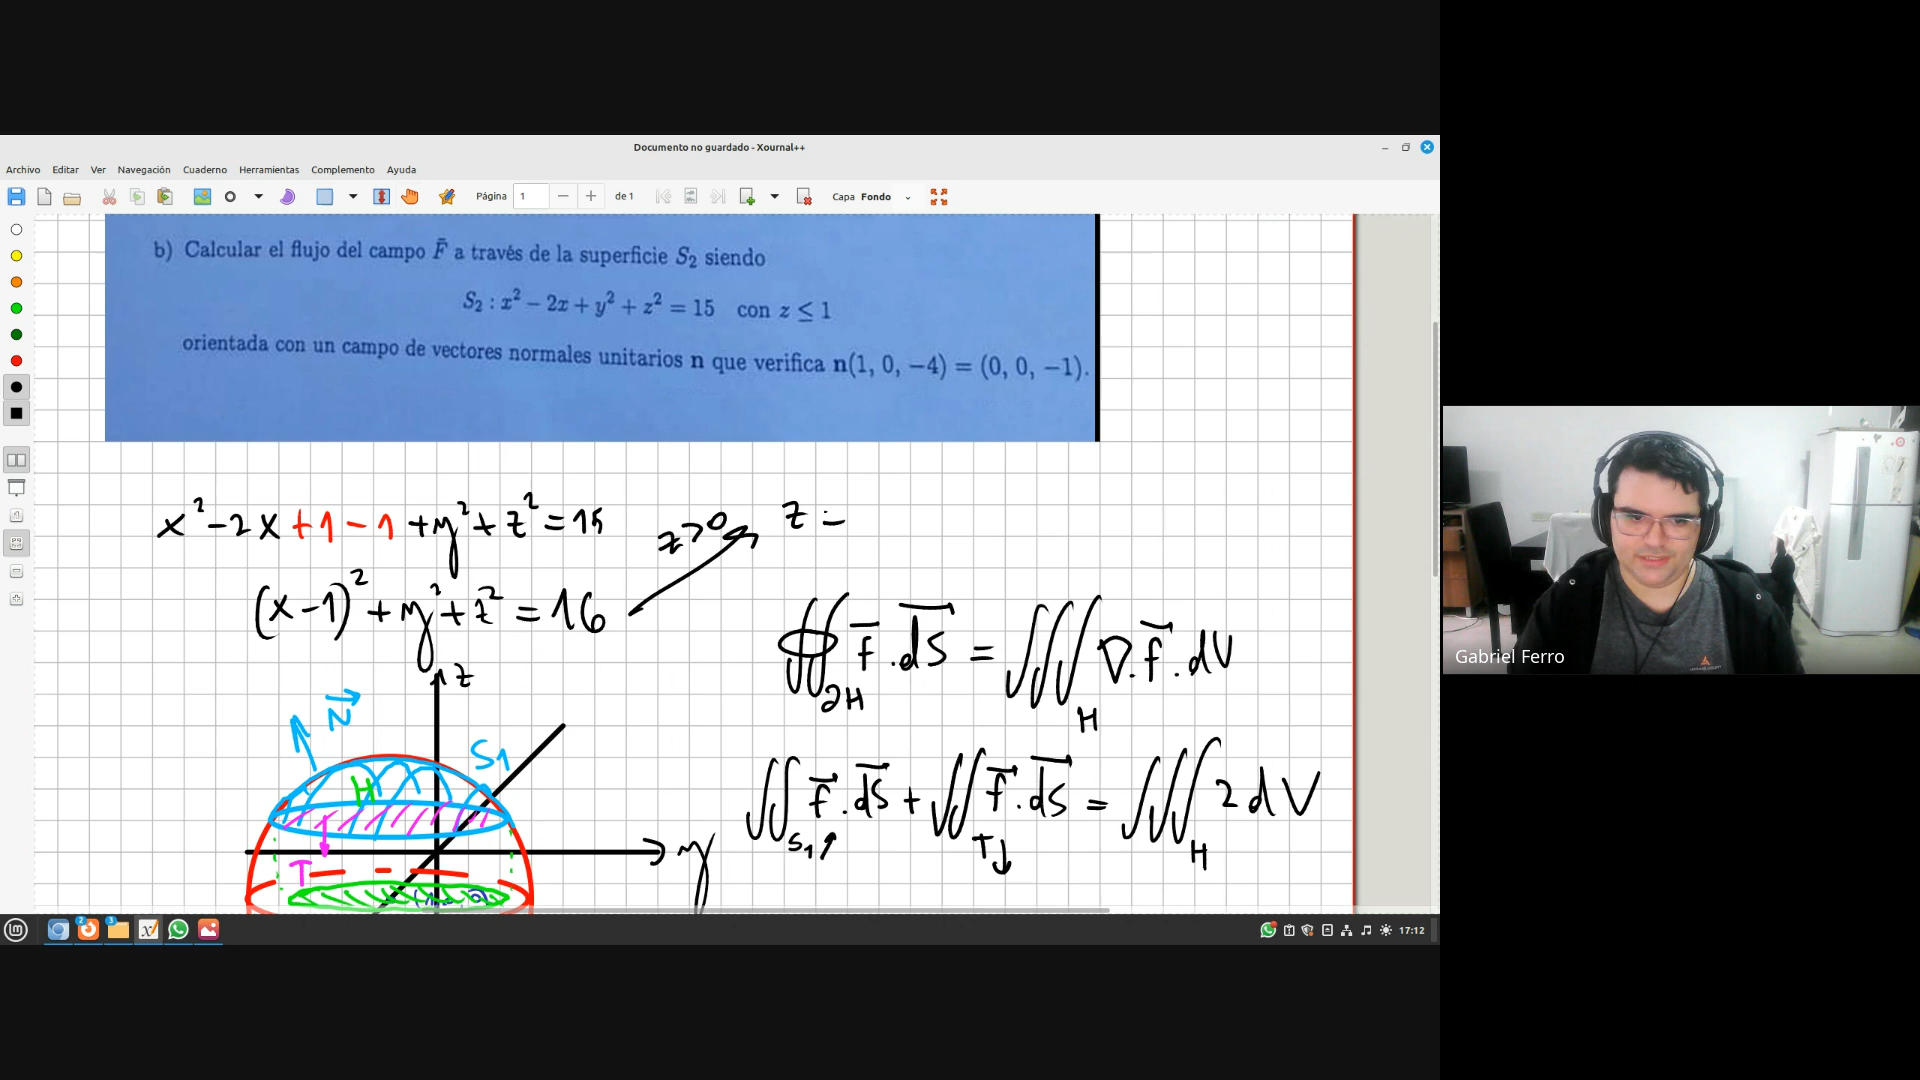 Documento no guardado - Xournal++
Archivo Editar Ver Navegación Cuaderno Herramientas Complemento Ayuda
Página 1 de 1 Capa Fondo
b) Calcular el flujo del campo F̄ a través de la superficie S₂ siendo
S₂ : x² − 2x + y² + z² = 15 con z ≤ 1
orientada con un campo de vectores normales unitarios n que verifica n(1, 0, −4) = (0, 0, −1).
x² − 2x + 1 − 1 + y² + z² = 15
z > 0
z =
(x − 1)² + y² + z² = 16
∯_∂H f⃗ . dS⃗ = ∭_H ∇ . f⃗ . dV
z
N⃗
S1
H
∬_S1↑ f⃗ . dS⃗ + ∬_T↓ f⃗ . dS⃗ = ∭_H 2 dV
T
y
Gabriel Ferro
17:12